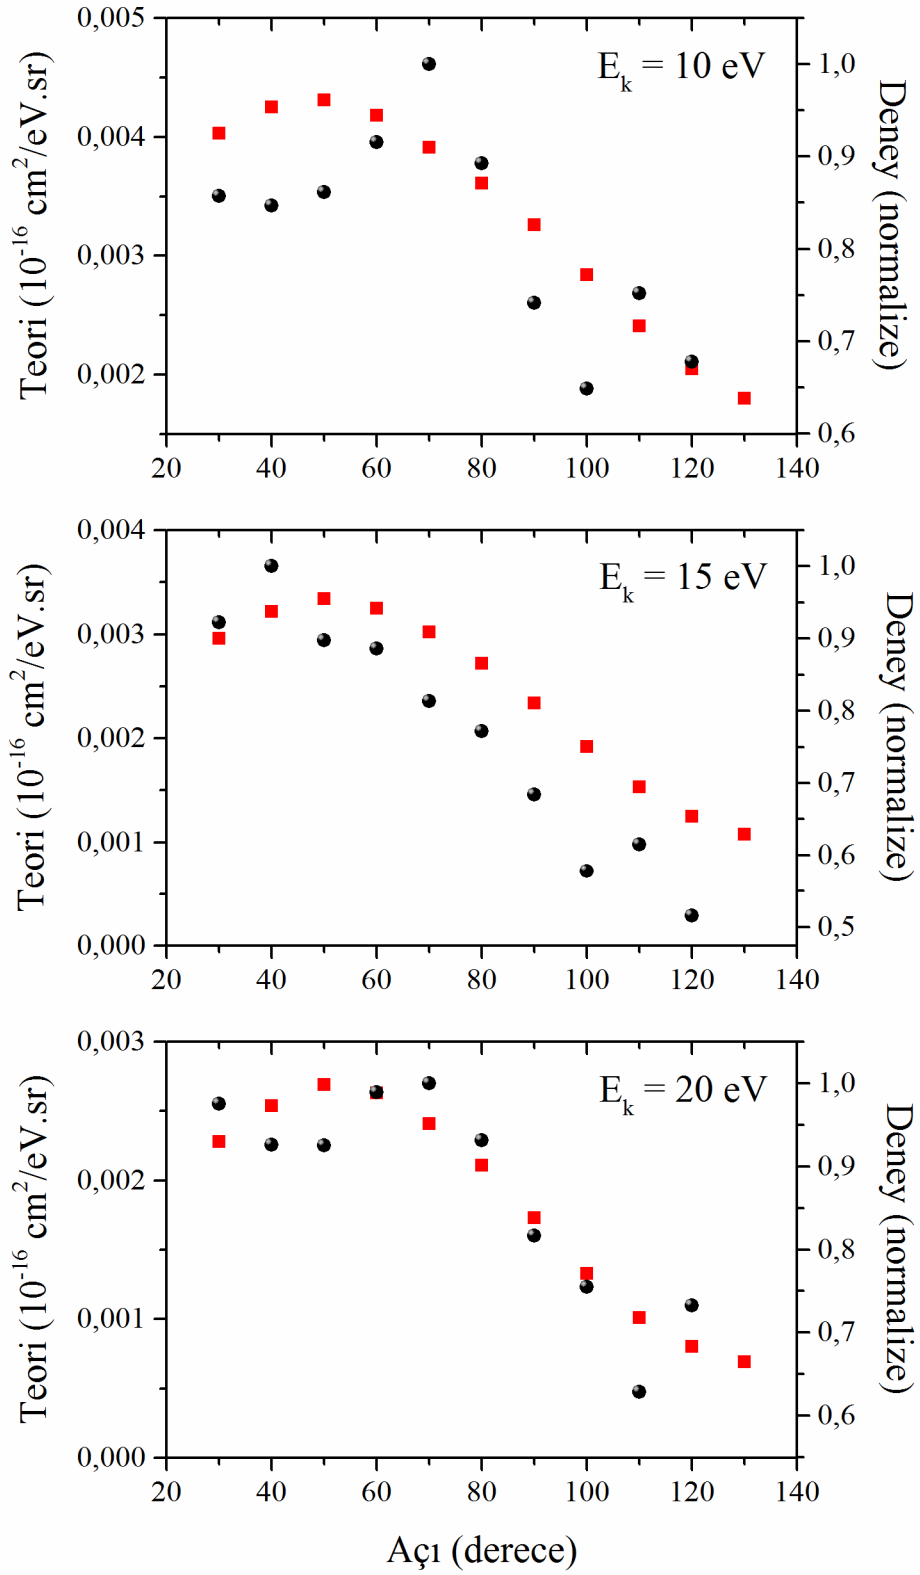 0,005
0,004
0,003
0,002
Teori (10⁻¹⁶ cm²/eV.sr)
E_k = 10 eV
1,0
0,9
0,8
0,7
0,6
Deney (normalize)
20 40 60 80 100 120 140
0,004
0,003
0,002
0,001
0,000
Teori (10⁻¹⁶ cm²/eV.sr)
E_k = 15 eV
1,0
0,9
0,8
0,7
0,6
0,5
Deney (normalize)
20 40 60 80 100 120 140
0,003
0,002
0,001
0,000
Teori (10⁻¹⁶ cm²/eV.sr)
E_k = 20 eV
1,0
0,9
0,8
0,7
0,6
Deney (normalize)
20 40 60 80 100 120 140
Açı (derece)